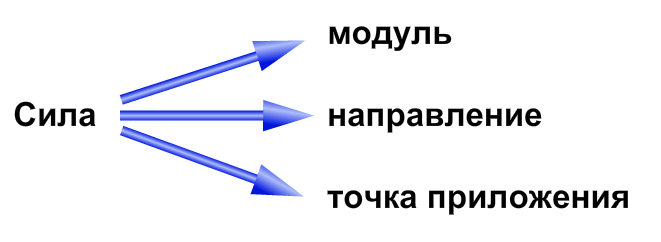 модуль
Сила
направление
точка приложения